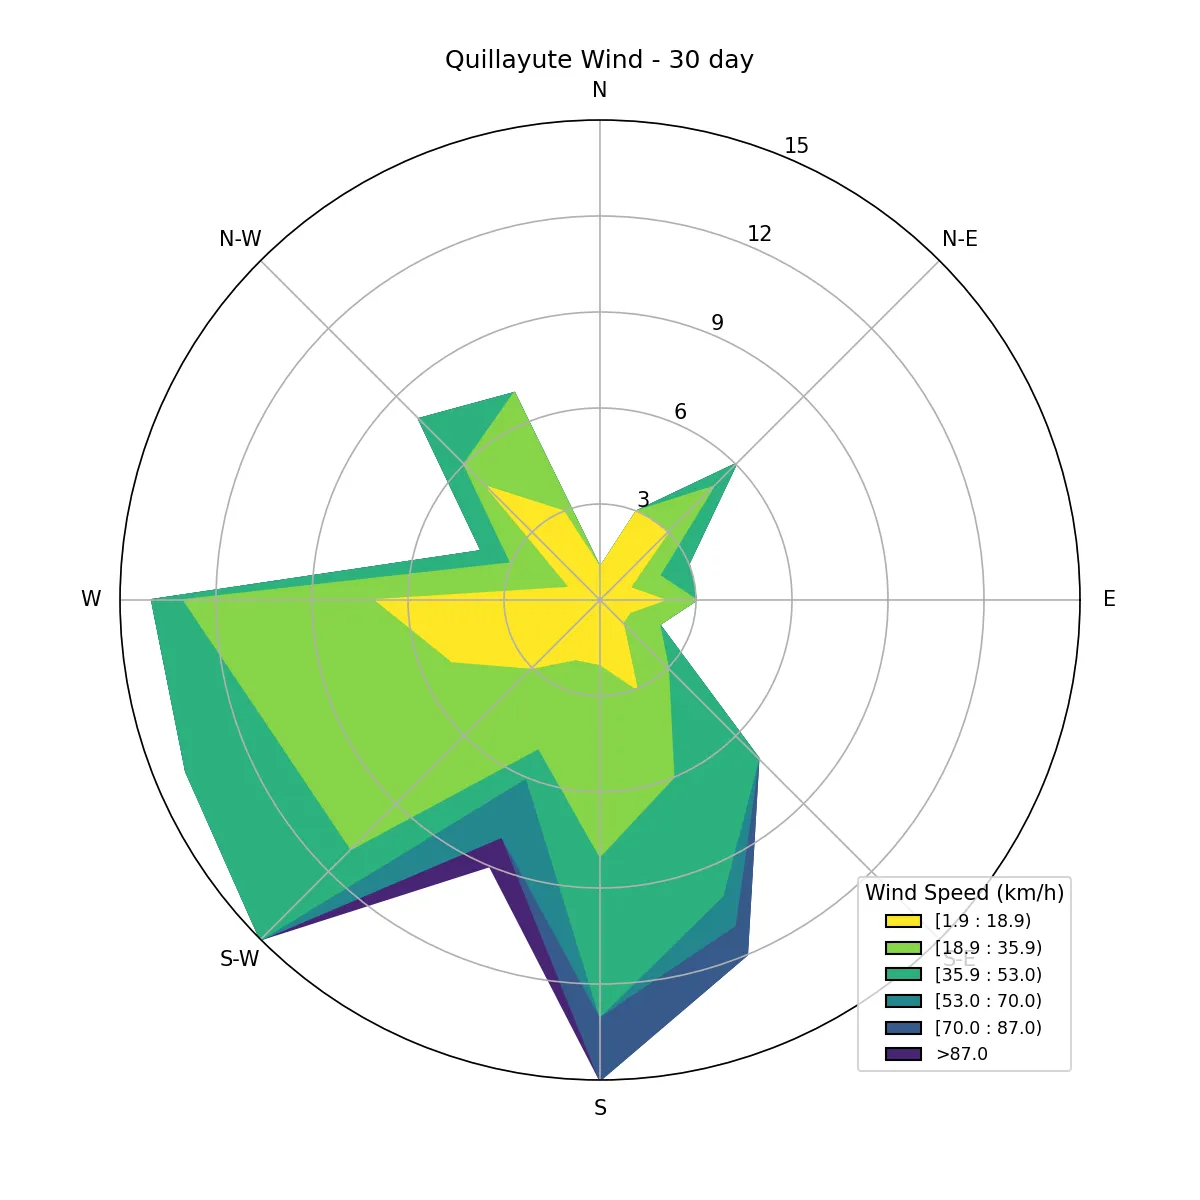 Quillayute Wind - 30 day
N
15
N-W
12
N-E
9
6
3
W
E
S-W
S-E
S
Wind Speed (km/h)
[1.9 : 18.9)
[18.9 : 35.9)
[35.9 : 53.0)
[53.0 : 70.0)
[70.0 : 87.0)
>87.0